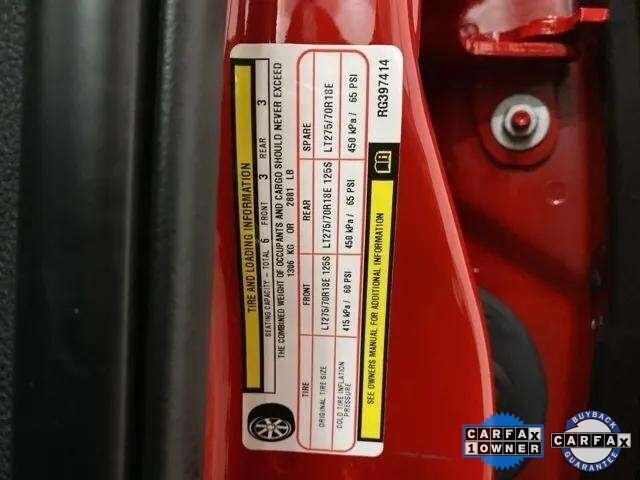 TIRE AND LOADING INFORMATION
SEATING CAPACITY - TOTAL 6 FRONT 3 REAR 3
THE COMBINED WEIGHT OF OCCUPANTS AND CARGO SHOULD NEVER EXCEED
1306 KG OR 2881 LB
TIRE FRONT REAR SPARE
ORIGINAL TIRE SIZE LT275/70R18E 125S LT275/70R18E 125S LT275/70R18E
COLD TIRE INFLATION PRESSURE 415 kPa/ 60 PSI 450 kPa/ 65 PSI 450 kPa/ 65 PSI
SEE OWNERS MANUAL FOR ADDITIONAL INFORMATION
RG397414
CARFAX
1 OWNER
BUYBACK
CARFAX
GUARANTEE